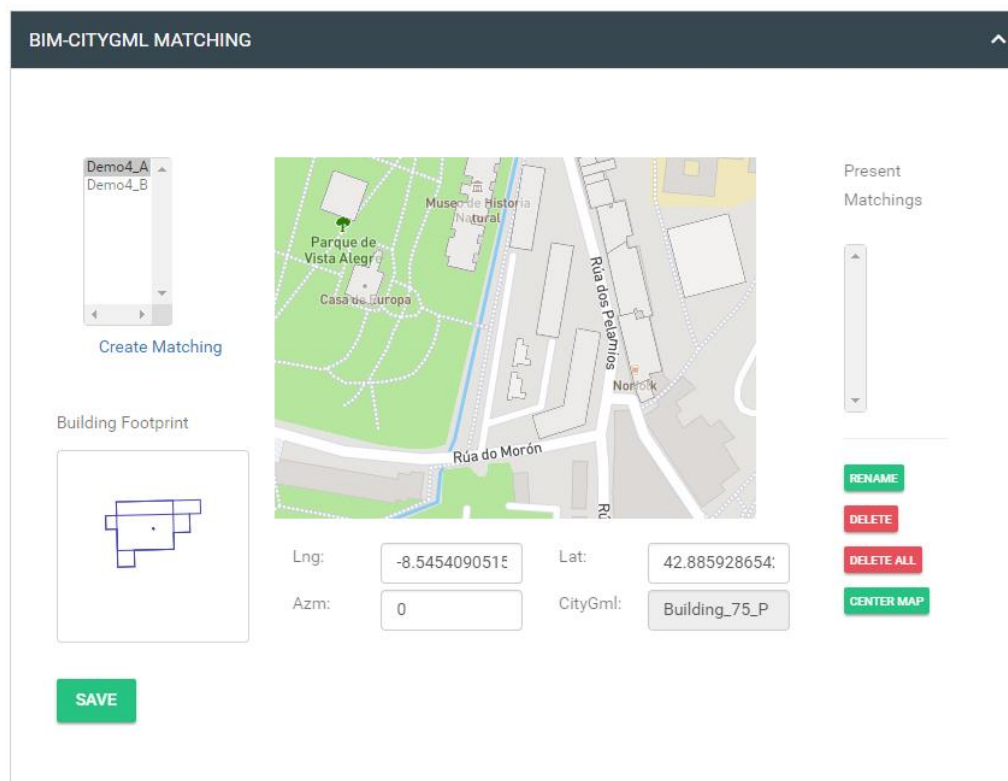 BIM-CITYGML MATCHING
Demo4_A
Demo4_B
Create Matching
Museo de Historia
Natural
Parque de
Vista Alegre
Casa de Europa
Rúa dos Pelamios
Norfolk
Rúa do Morón
Present
Matchings
Building Footprint
RENAME
DELETE
DELETE ALL
CENTER MAP
Lng:
-8.5454090515
Lat:
42.885928654
Azm:
0
CityGml:
Building_75_P
SAVE